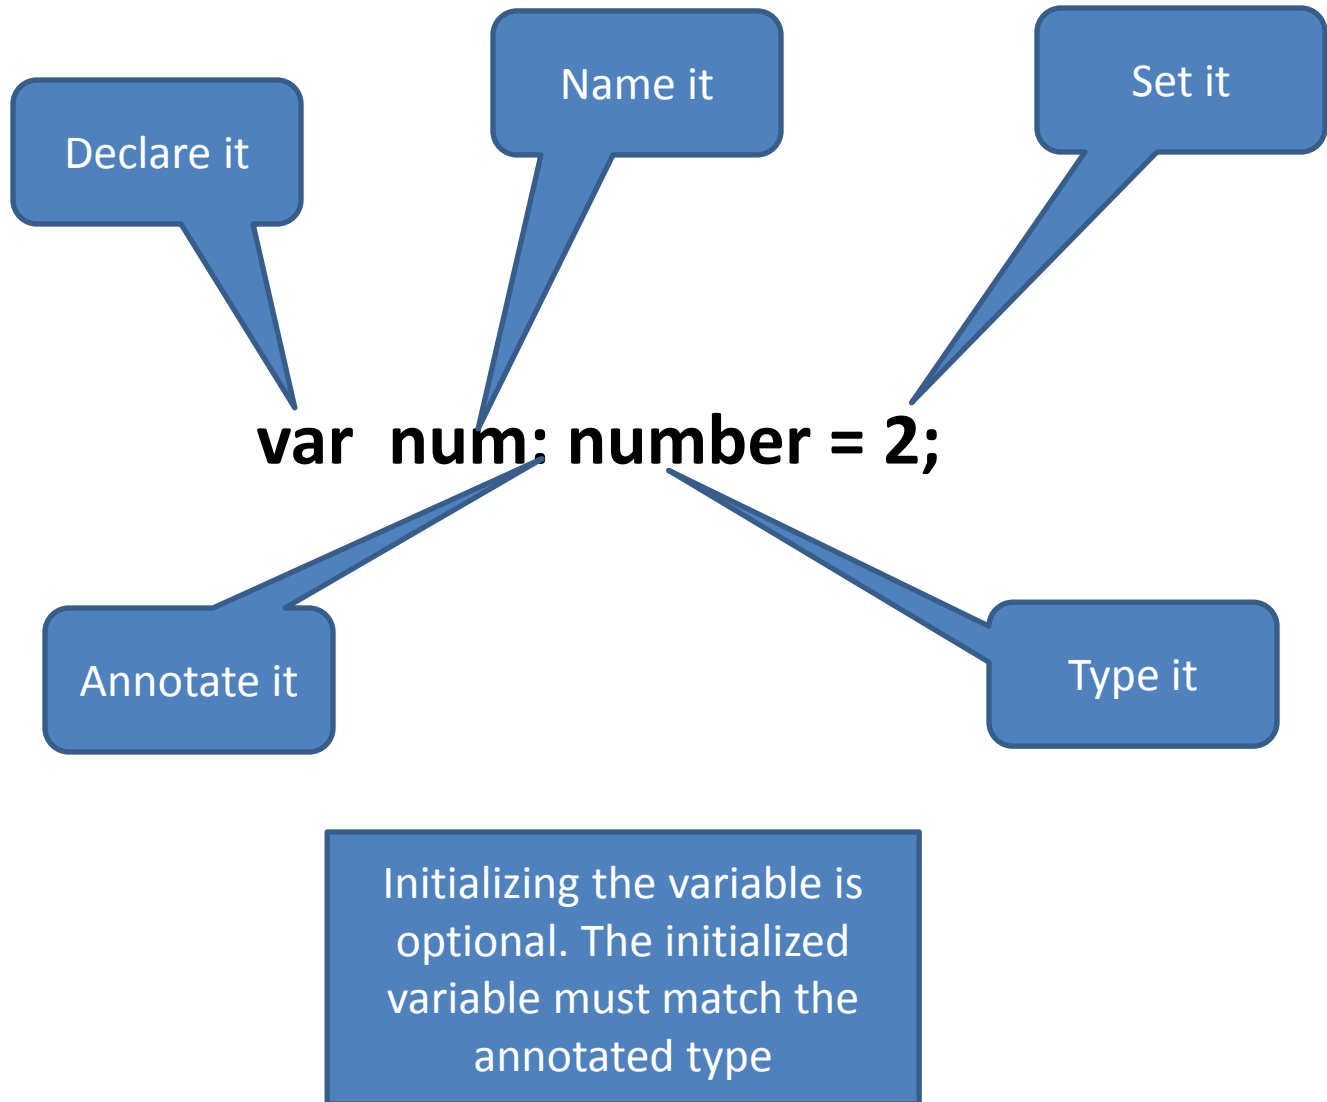 Name it
Set it
Declare it
var  num: number = 2;
Annotate it
Type it
Initializing the variable is
optional. The initialized
variable must match the
annotated type